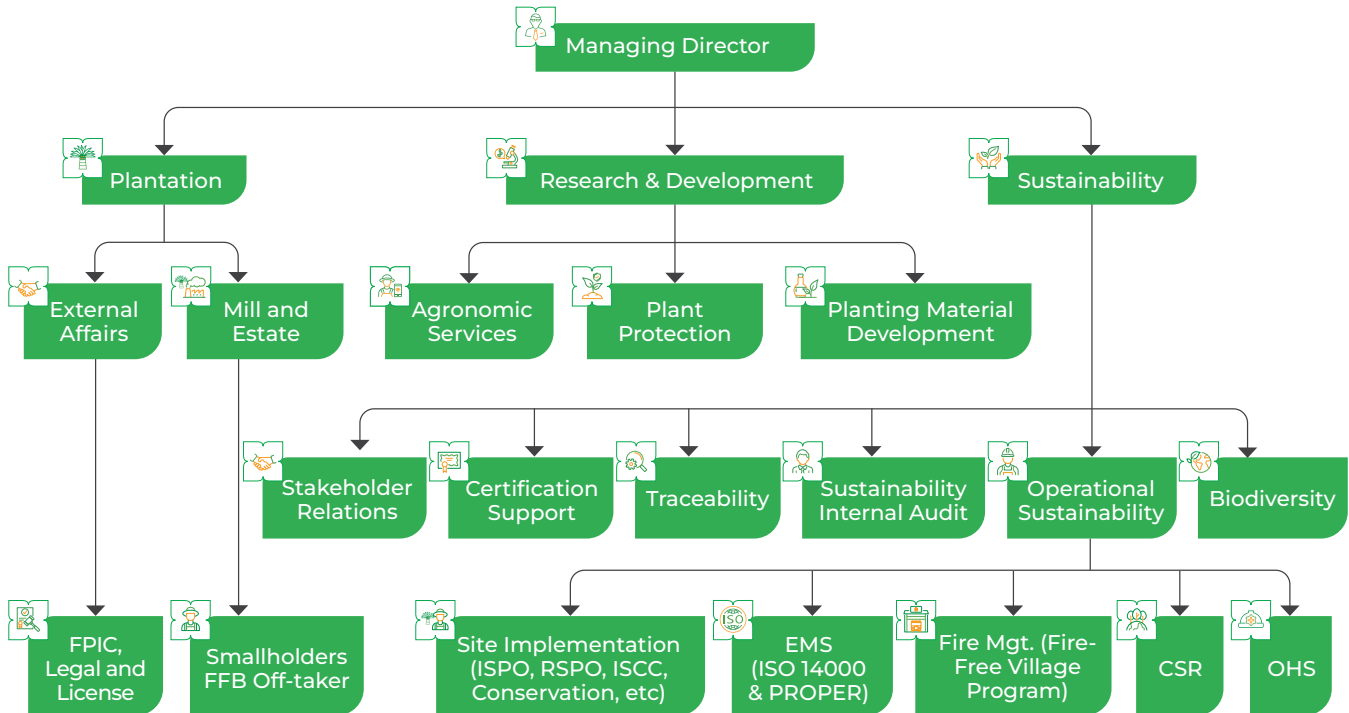 Managing Director
Plantation
Research & Development
Sustainability
External
Affairs
Mill and
Estate
Agronomic
Services
Plant
Protection
Planting Material
Development
Stakeholder
Relations
Certification
Support
Traceability
Sustainability
Internal Audit
Operational
Sustainability
Biodiversity
FPIC,
Legal and
License
Smallholders
FFB Off-taker
Site Implementation
(ISPO, RSPO, ISCC,
Conservation, etc)
ISO
EMS
(ISO 14000
& PROPER)
Fire Mgt. (Fire-
Free Village
Program)
CSR
OHS